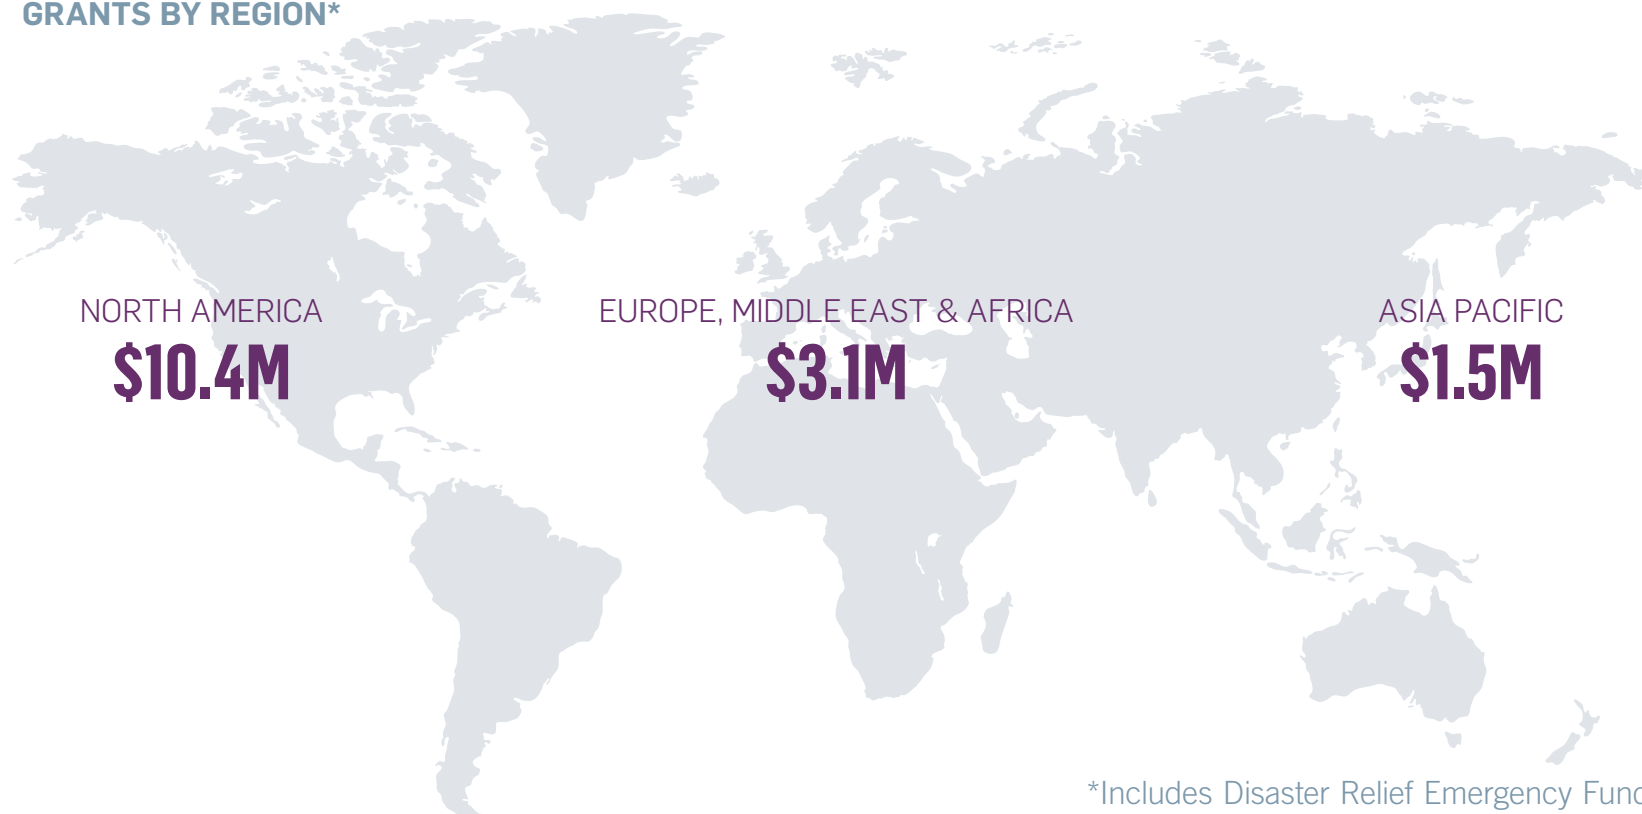 GRANTS BY REGION*
NORTH AMERICA
$10.4M
EUROPE, MIDDLE EAST & AFRICA
$3.1M
ASIA PACIFIC
$1.5M
*Includes Disaster Relief Emergency Fund